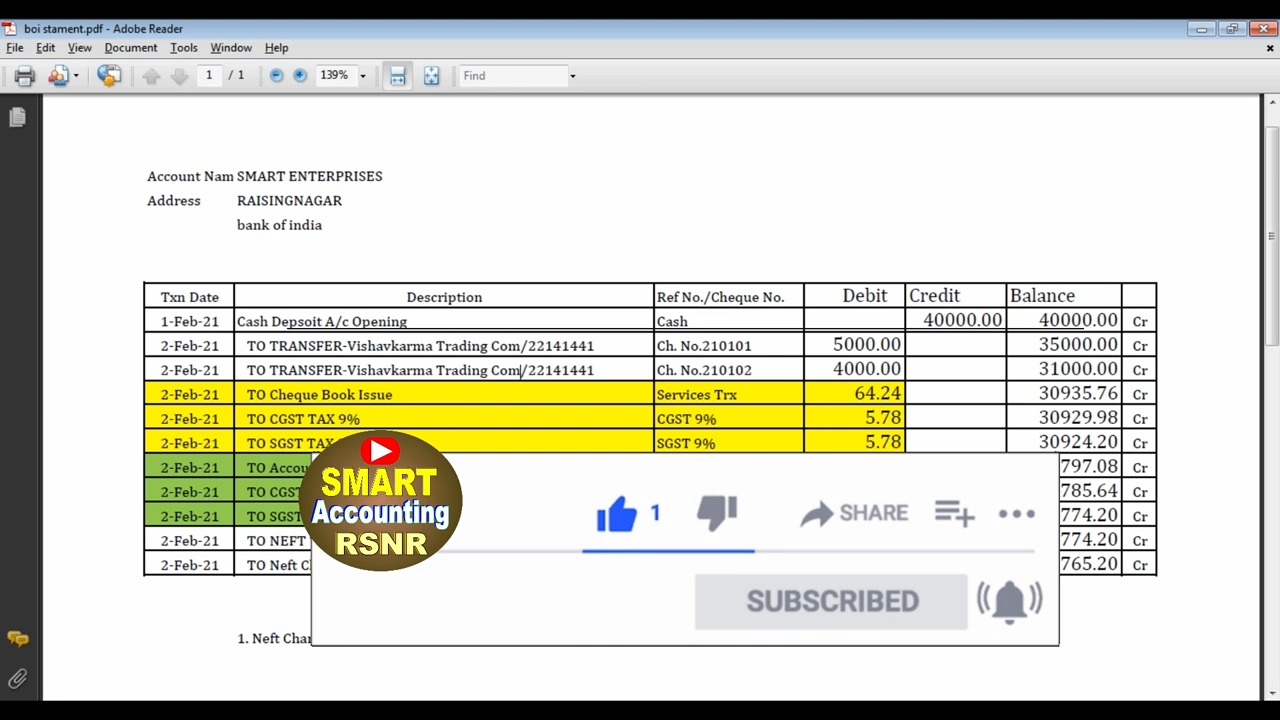 boi stament.pdf - Adobe Reader
File Edit View Document Tools Window Help
1 / 1 139% Find
Account Nam SMART ENTERPRISES
Address RAISINGNAGAR
bank of india
Txn Date Description Ref No./Cheque No. Debit Credit Balance
1-Feb-21 Cash Depsoit A/c Opening Cash 40000.00 40000.00 Cr
2-Feb-21 TO TRANSFER-Vishavkarma Trading Com/22141441 Ch. No.210101 5000.00 35000.00 Cr
2-Feb-21 TO TRANSFER-Vishavkarma Trading Com/22141441 Ch. No.210102 4000.00 31000.00 Cr
2-Feb-21 TO Cheque Book Issue Services Trx 64.24 30935.76 Cr
2-Feb-21 TO CGST TAX 9% CGST 9% 5.78 30929.98 Cr
2-Feb-21 TO SGST TAX SGST 9% 5.78 30924.20 Cr
2-Feb-21 TO Accou 797.08 Cr
2-Feb-21 TO CGST 785.64 Cr
2-Feb-21 TO SGST 774.20 Cr
2-Feb-21 TO NEFT 774.20 Cr
2-Feb-21 TO Neft C 765.20 Cr
SMART
Accounting
RSNR
1 SHARE
SUBSCRIBED
1. Neft Char